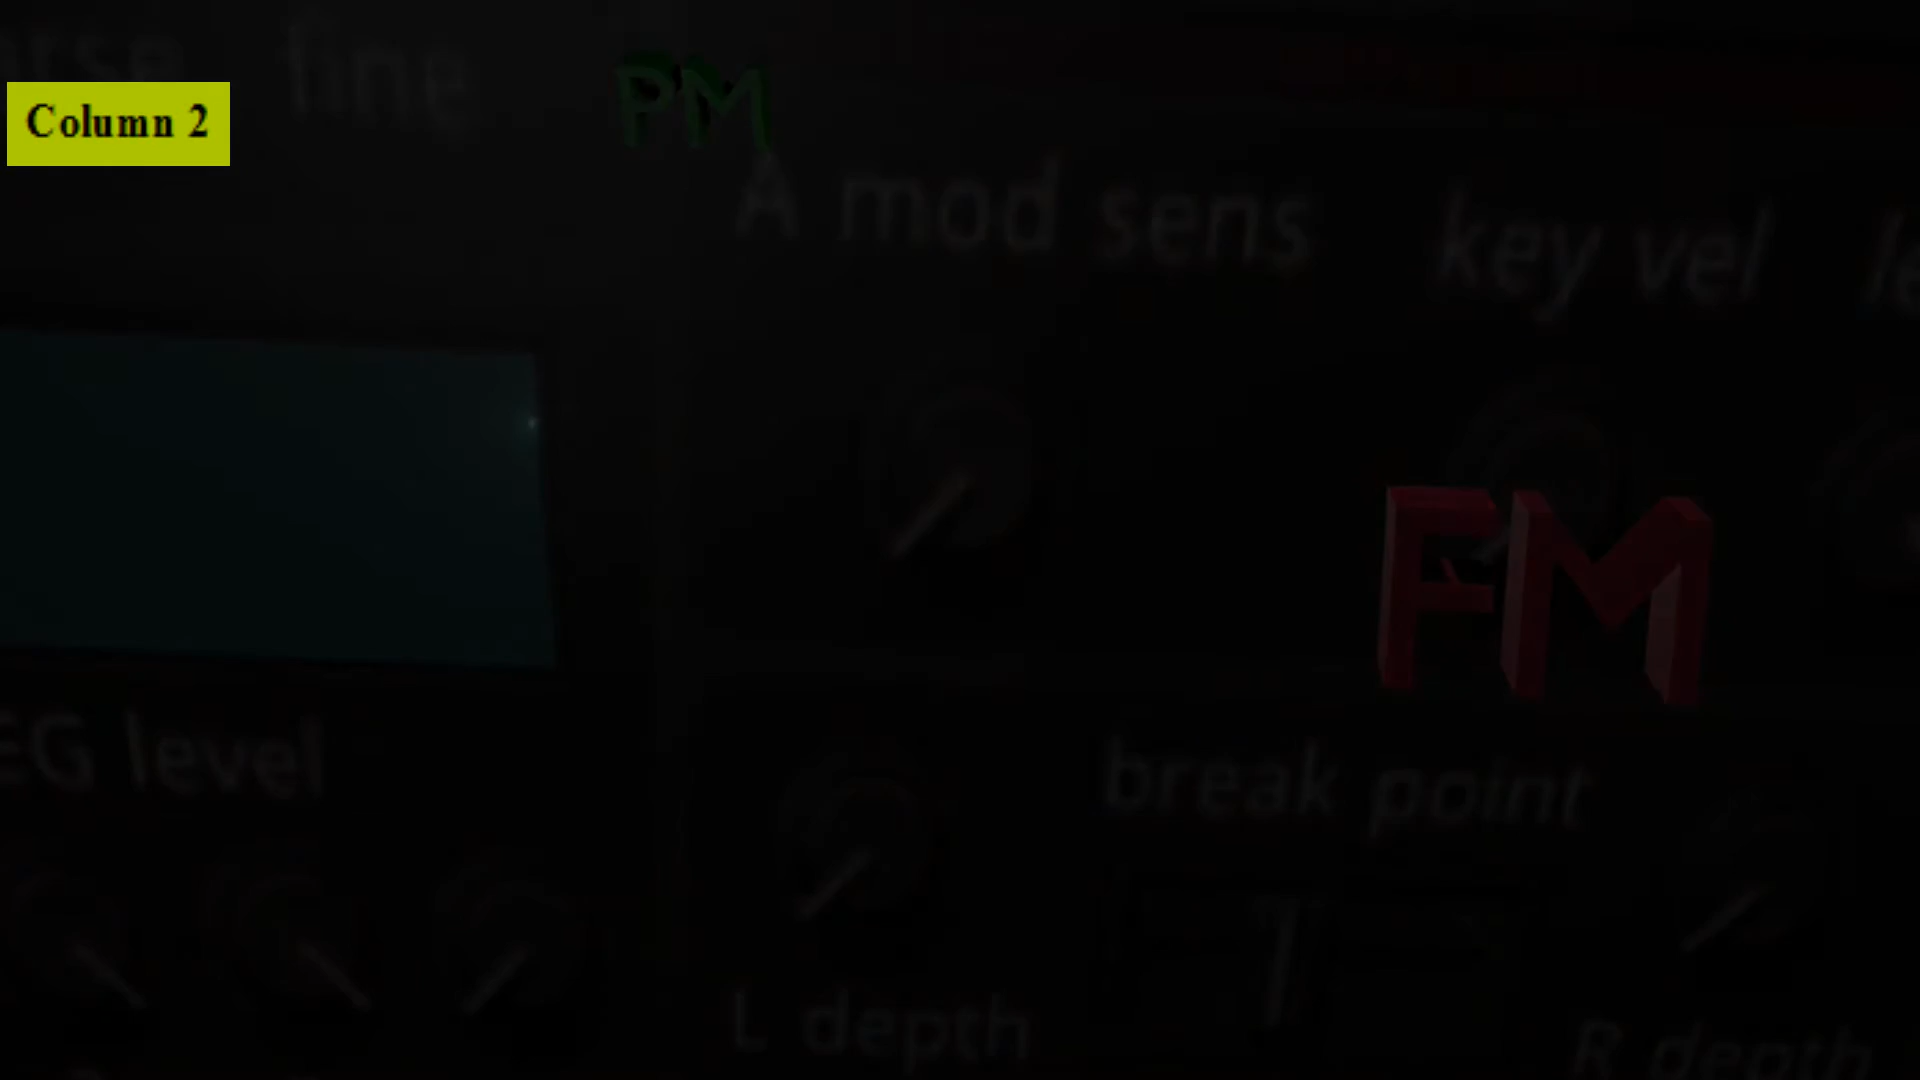 fine
PM
Column 2
A mod sens
key vel
FM
EG level
break point
L depth
R depth